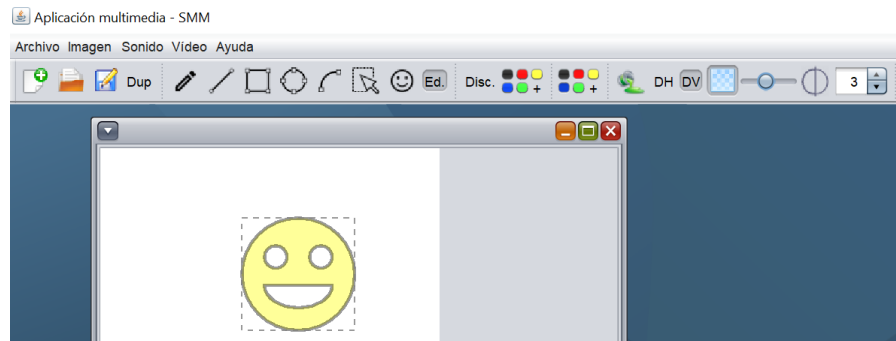 Aplicación multimedia - SMM
Archivo Imagen Sonido Vídeo Ayuda
Dup Ed. Disc. + + DH DV 3